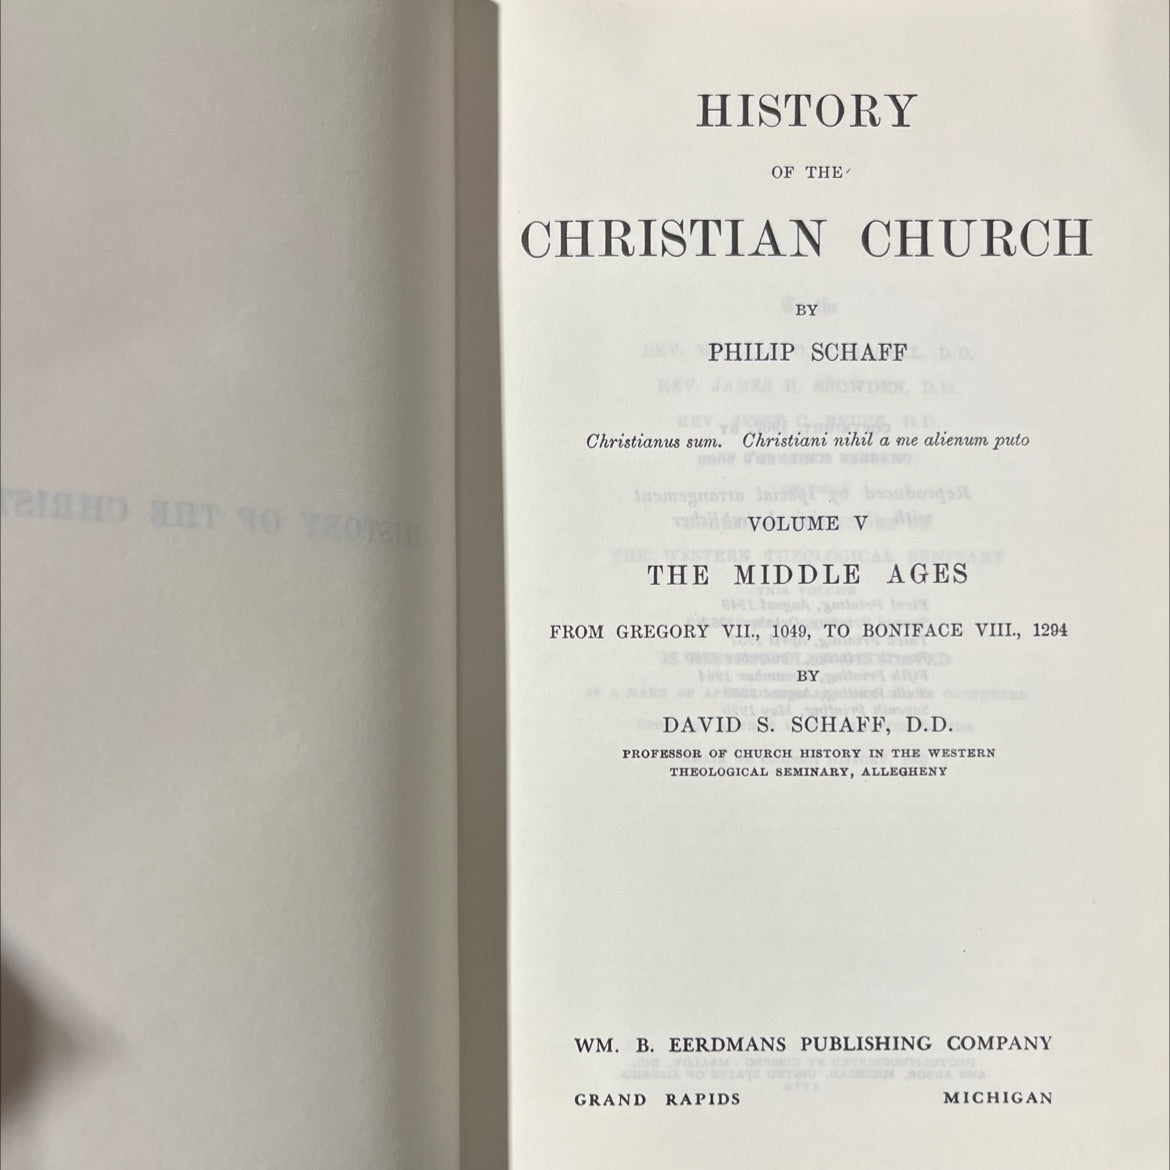 HISTORY
OF THE
CHRISTIAN CHURCH
BY
PHILIP SCHAFF
Christianus sum. Christiani nihil a me alienum puto
VOLUME V
THE MIDDLE AGES
FROM GREGORY VII., 1049, TO BONIFACE VIII., 1294
BY
DAVID S. SCHAFF, D.D.
PROFESSOR OF CHURCH HISTORY IN THE WESTERN
THEOLOGICAL SEMINARY, ALLEGHENY
WM. B. EERDMANS PUBLISHING COMPANY
GRAND RAPIDS MICHIGAN